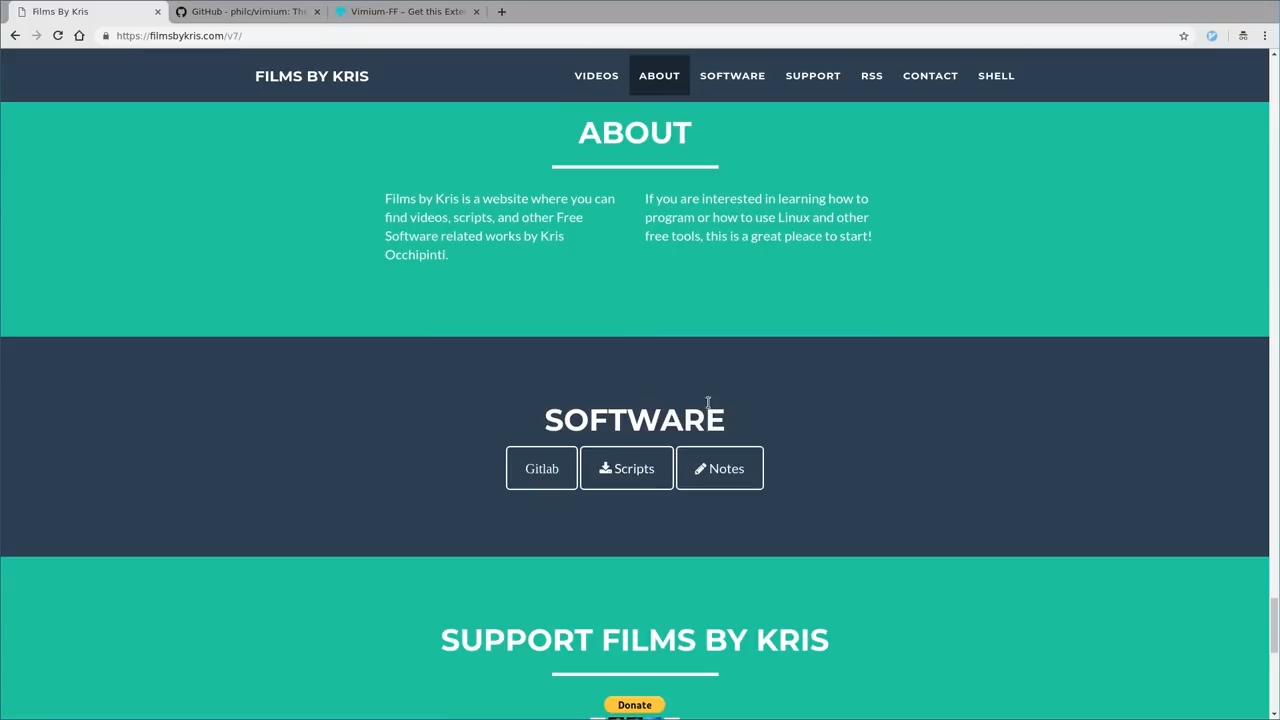 Films By Kris
GitHub - philc/vimium: The
Vimium-FF – Get this Exte
https://filmsbykris.com/v7/
FILMS BY KRIS
VIDEOS ABOUT SOFTWARE SUPPORT RSS CONTACT SHELL
ABOUT
Films by Kris is a website where you can
find videos, scripts, and other Free
Software related works by Kris
Occhipinti.
If you are interested in learning how to
program or how to use Linux and other
free tools, this is a great pleace to start!
SOFTWARE
Gitlab Scripts Notes
SUPPORT FILMS BY KRIS
Donate